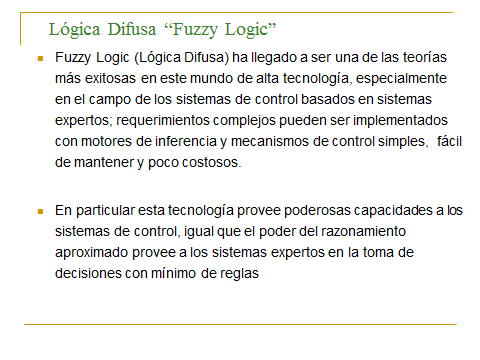 Lógica Difusa “Fuzzy Logic”
Fuzzy Logic (Lógica Difusa) ha llegado a ser una de las teorías
más exitosas en este mundo de alta tecnología, especialmente
en el campo de los sistemas de control basados en sistemas
expertos; requerimientos complejos pueden ser implementados
con motores de inferencia y mecanismos de control simples, fácil
de mantener y poco costosos.
En particular esta tecnología provee poderosas capacidades a los
sistemas de control, igual que el poder del razonamiento
aproximado provee a los sistemas expertos en la toma de
decisiones con mínimo de reglas